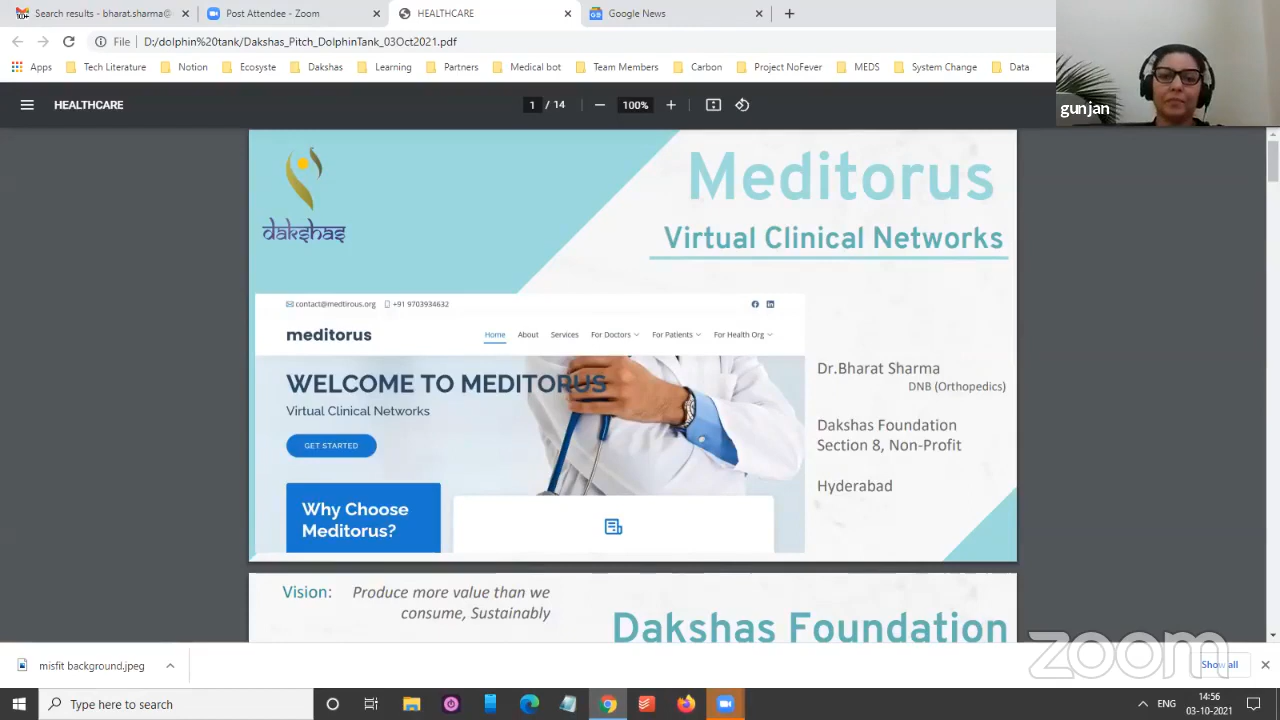 Search results - bharat.sharma@
Post Attendee - Zoom
HEALTHCARE
Google News
File
D:/dolphin%20tank/Dakshas_Pitch_DolphinTank_03Oct2021.pdf
Apps
Tech Literature
Notion
Ecosyste
Dakshas
Learning
Partners
Medical bot
Team Members
Carbon
Project NoFever
MEDS
System Change
Data
gunjan
HEALTHCARE
1 / 14
100%
dakshas
Meditorus
Virtual Clinical Networks
contact@medtirous.org
+91 9703934632
meditorus
Home
About
Services
For Doctors
For Patients
For Health Org
WELCOME TO MEDITORUS
Virtual Clinical Networks
GET STARTED
Why Choose
Meditorus?
Dr.Bharat Sharma
DNB (Orthopedics)
Dakshas Foundation
Section 8, Non-Profit
Hyderabad
Vision: Produce more value than we
consume, Sustainably
Dakshas Foundation
zoom
misfit background.jpeg
Show all
Type here to search
ENG
14:56
03-10-2021